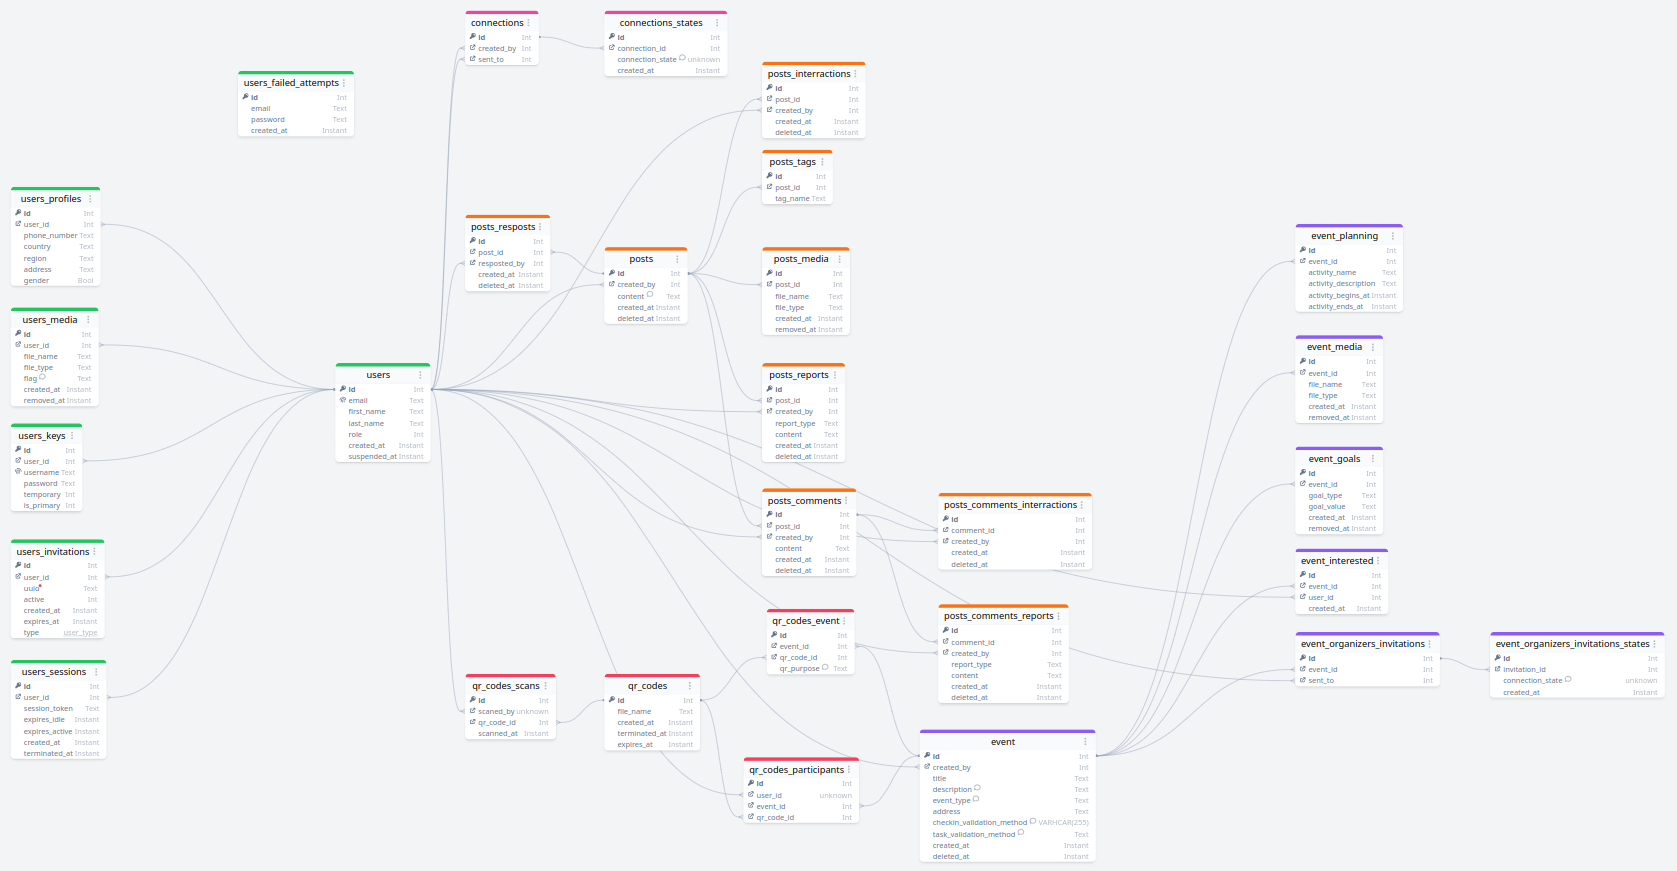 connections
id Int
created_by Int
sent_to Int
connections_states
id Int
connection_id Int
connection_state unknown
created_at Instant
users_failed_attempts
id Int
email Text
password Text
created_at Instant
posts_interractions
id Int
post_id Int
created_by Int
created_at Instant
deleted_at Instant
posts_tags
id Int
post_id Int
tag_name Text
users_profiles
id Int
user_id Int
phone_number Text
country Text
region Text
address Text
gender Bool
posts_resposts
id Int
post_id Int
resposted_by Int
created_at Instant
deleted_at Instant
posts
id Int
created_by Int
content Text
created_at Instant
deleted_at Instant
posts_media
id Int
post_id Int
file_name Text
file_type Text
created_at Instant
removed_at Instant
event_planning
id Int
event_id Int
activity_name Text
activity_description Text
activity_begins_at Instant
activity_ends_at Instant
users_media
id Int
user_id Int
file_name Text
file_type Text
flag Text
created_at Instant
removed_at Instant
users
id Int
email Text
first_name Text
last_name Text
role Int
created_at Instant
suspended_at Instant
posts_reports
id Int
post_id Int
created_by Int
report_type Text
content Text
created_at Instant
deleted_at Instant
event_media
id Int
event_id Int
file_name Text
file_type Text
created_at Instant
removed_at Instant
users_keys
id Int
user_id Int
username Text
password Text
temporary Int
is_primary Int
event_goals
id Int
event_id Int
goal_type Text
goal_value Text
created_at Instant
removed_at Instant
posts_comments
id Int
post_id Int
created_by Int
content Text
created_at Instant
deleted_at Instant
posts_comments_interractions
id Int
comment_id Int
created_by Int
created_at Instant
deleted_at Instant
users_invitations
id Int
user_id Int
uuid Text
active Int
created_at Instant
expires_at Instant
type user_type
event_interested
id Int
event_id Int
user_id Int
created_at Instant
qr_codes_event
id Int
event_id Int
qr_code_id Int
qr_purpose Text
posts_comments_reports
id Int
comment_id Int
created_by Int
report_type Text
content Text
created_at Instant
deleted_at Instant
event_organizers_invitations
id Int
event_id Int
sent_to Int
event_organizers_invitations_states
id Int
invitation_id Int
connection_state unknown
created_at Instant
users_sessions
id Int
user_id Int
session_token Text
expires_idle Instant
expires_active Instant
created_at Instant
terminated_at Instant
qr_codes_scans
id Int
scaned_by unknown
qr_code_id Int
scanned_at Instant
qr_codes
id Int
file_name Text
created_at Instant
terminated_at Instant
expires_at Instant
qr_codes_participants
id Int
user_id unknown
event_id Int
qr_code_id Int
event
id Int
created_by Int
title Text
description Text
event_type Text
address Text
checkin_validation_method VARHCAR(255)
task_validation_method Text
created_at Instant
deleted_at Instant